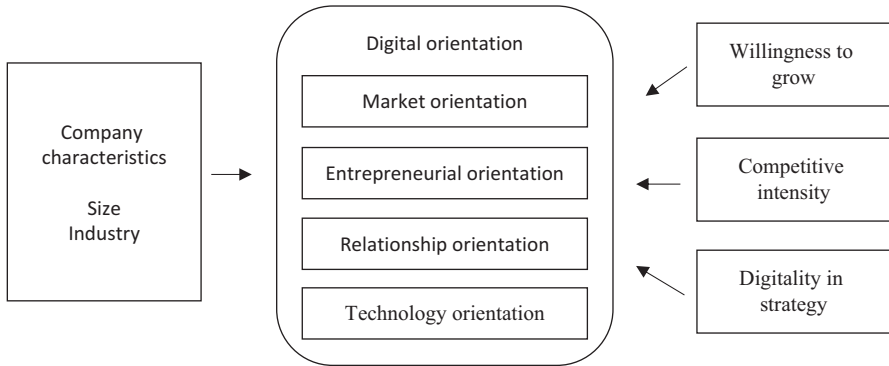 Company
characteristics
Size
Industry
Digital orientation
Market orientation
Entrepreneurial orientation
Relationship orientation
Technology orientation
Willingness to
grow
Competitive
intensity
Digitality in
strategy